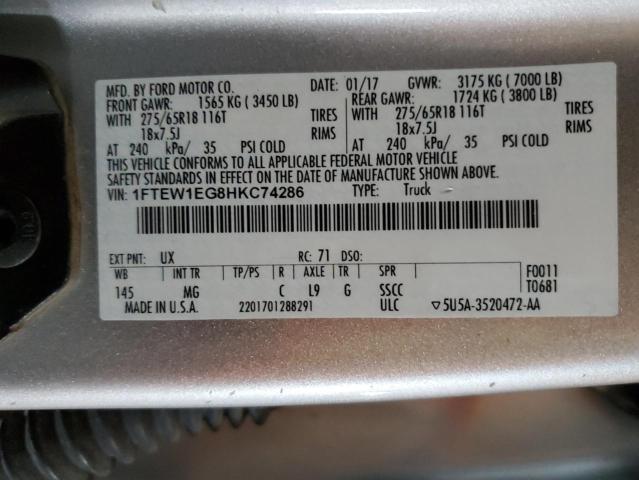 MFD. BY FORD MOTOR CO. DATE: 01/17 GVWR: 3175 KG ( 7000 LB)
FRONT GAWR: 1565 KG ( 3450 LB) REAR GAWR: 1724 KG ( 3800 LB)
WITH 275/65R18 116T TIRES WITH 275/65R18 116T TIRES
18x7.5J RIMS 18x7.5J RIMS
AT 240 kPa/ 35 PSI COLD AT 240 kPa/ 35 PSI COLD
THIS VEHICLE CONFORMS TO ALL APPLICABLE FEDERAL MOTOR VEHICLE
SAFETY STANDARDS IN EFFECT ON THE DATE OF MANUFACTURE SHOWN ABOVE.
VIN: 1FTEW1EG8HKC74286 TYPE: Truck
EXT PNT: UX RC: 71 DSO:
WB INT TR TP/PS R AXLE TR SPR F0011
145 MG C L9 G SSCC T0681
MADE IN U.S.A. 2201701288291 ULC ▽5U5A-3520472-AA